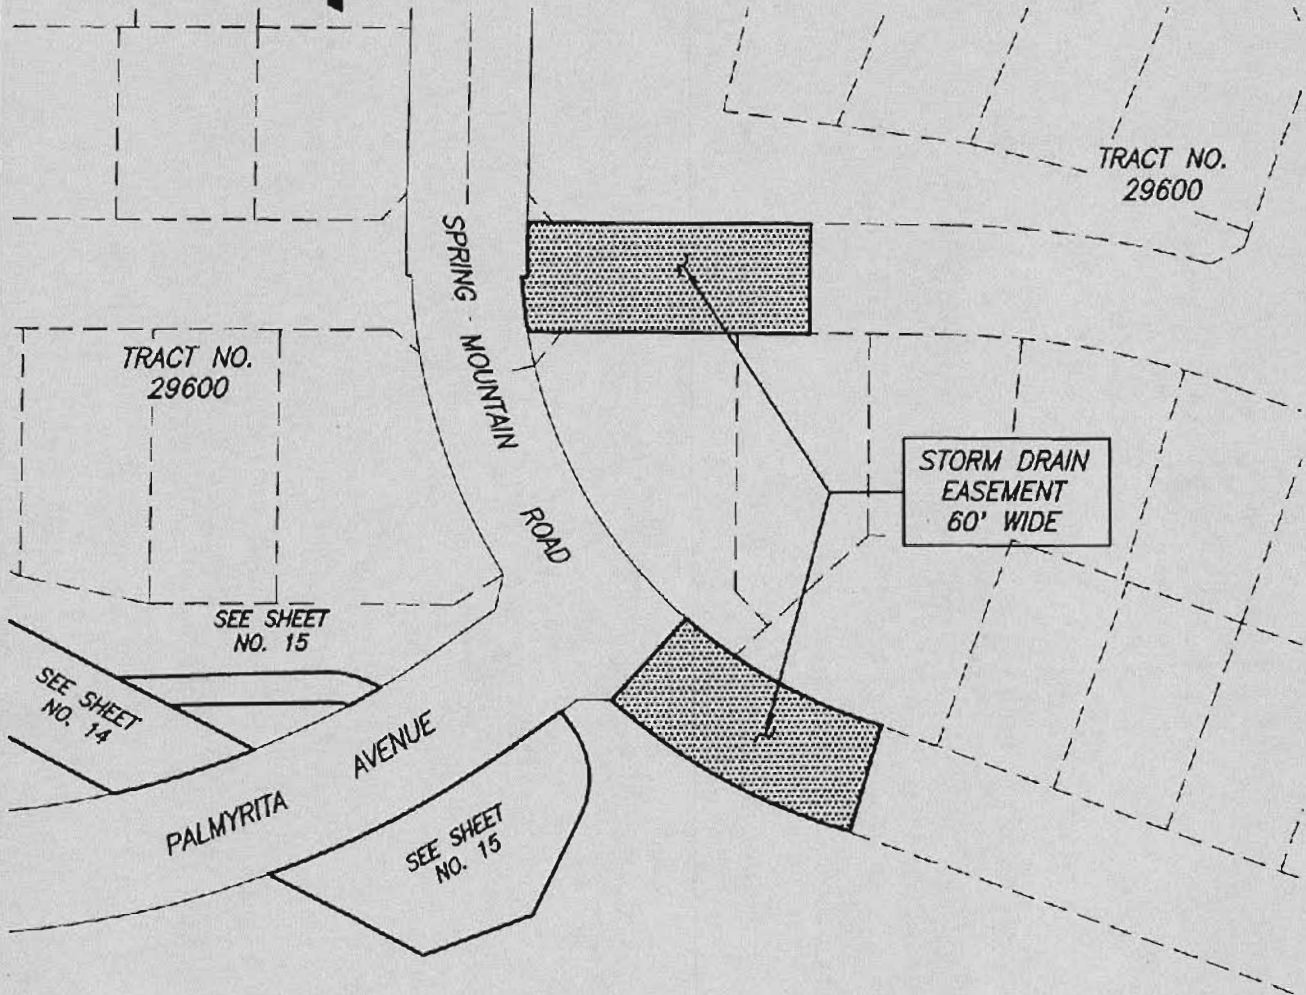 TRACT NO.
29600
SPRING MOUNTAIN ROAD
TRACT NO.
29600
STORM DRAIN
EASEMENT
60' WIDE
SEE SHEET
NO. 15
SEE SHEET
NO. 14
PALMYRITA AVENUE
SEE SHEET
NO. 15